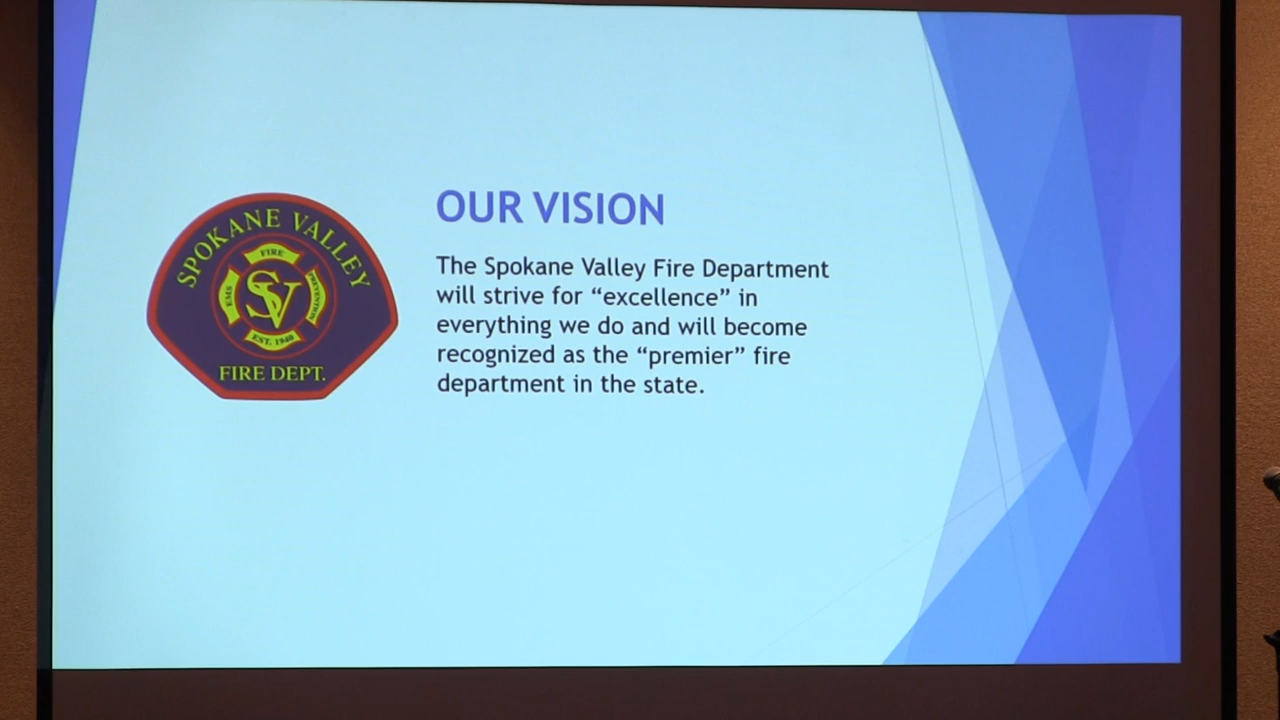 OUR VISION
The Spokane Valley Fire Department
will strive for “excellence” in
everything we do and will become
recognized as the “premier” fire
department in the state.
SPOKANE VALLEY
FIRE
EMS
SV
PREVENTION
EST. 1940
FIRE DEPT.